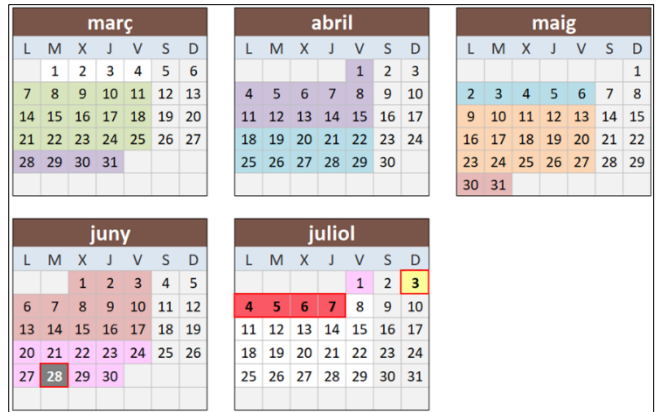 març
L M X J V S D
1 2 3 4 5 6
7 8 9 10 11 12 13
14 15 16 17 18 19 20
21 22 23 24 25 26 27
28 29 30 31
abril
L M X J V S D
1 2 3
4 5 6 7 8 9 10
11 12 13 14 15 16 17
18 19 20 21 22 23 24
25 26 27 28 29 30
maig
L M X J V S D
1
2 3 4 5 6 7 8
9 10 11 12 13 14 15
16 17 18 19 20 21 22
23 24 25 26 27 28 29
30 31
juny
L M X J V S D
1 2 3 4 5
6 7 8 9 10 11 12
13 14 15 16 17 18 19
20 21 22 23 24 25 26
27 28 29 30
juliol
L M X J V S D
1 2 3
4 5 6 7 8 9 10
11 12 13 14 15 16 17
18 19 20 21 22 23 24
25 26 27 28 29 30 31